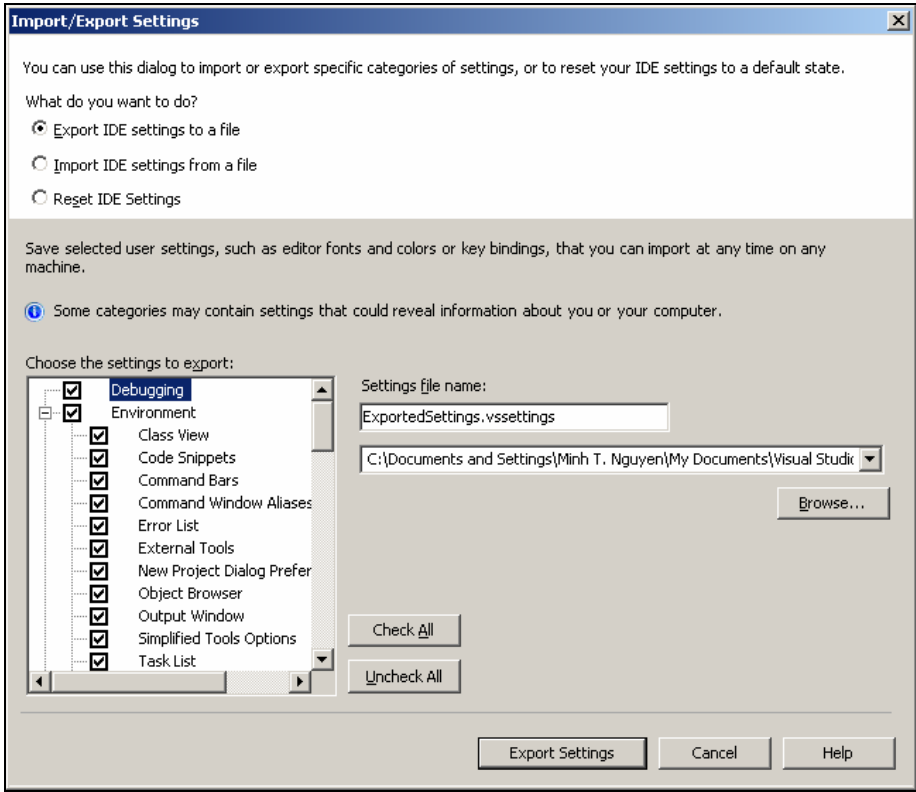 Import/Export Settings
You can use this dialog to import or export specific categories of settings, or to reset your IDE settings to a default state.
What do you want to do?
Export IDE settings to a file
Import IDE settings from a file
Reset IDE Settings
Save selected user settings, such as editor fonts and colors or key bindings, that you can import at any time on any
machine.
Some categories may contain settings that could reveal information about you or your computer.
Choose the settings to export:
Debugging
Environment
Class View
Code Snippets
Command Bars
Command Window Aliases
Error List
External Tools
New Project Dialog Prefer
Object Browser
Output Window
Simplified Tools Options
Task List
Settings file name:
ExportedSettings.vssettings
C:\Documents and Settings\Minh T. Nguyen\My Documents\Visual Studic
Browse...
Check All
Uncheck All
Export Settings
Cancel
Help